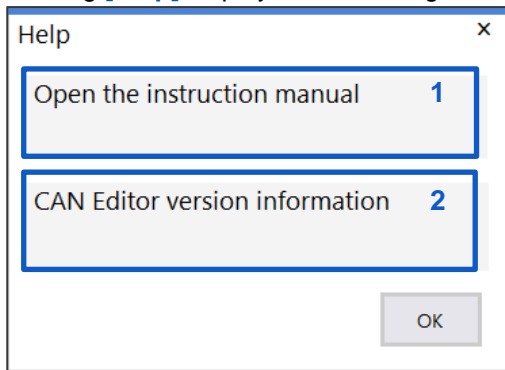 Help ×
Open the instruction manual 1
CAN Editor version information 2
OK